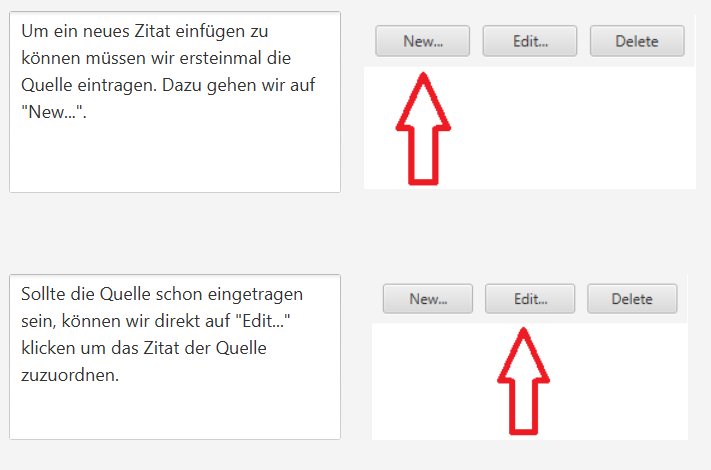 Um ein neues Zitat einfügen zu
können müssen wir ersteinmal die
Quelle eintragen. Dazu gehen wir auf
"New...".
New... Edit... Delete
Sollte die Quelle schon eingetragen
sein, können wir direkt auf "Edit..."
klicken um das Zitat der Quelle
zuzuordnen.
New... Edit... Delete